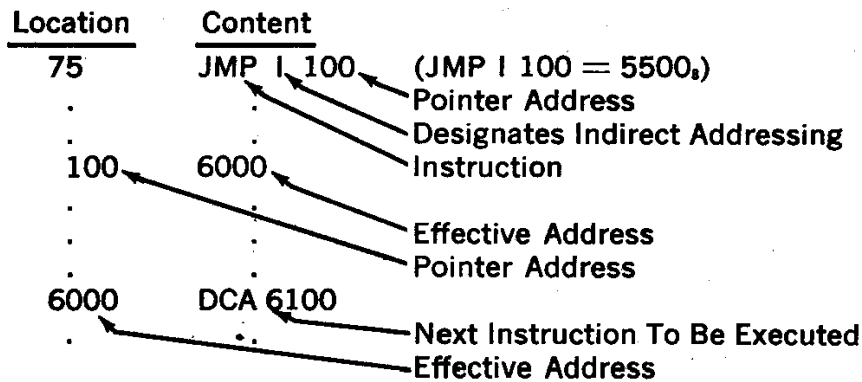 Location Content
75 JMP I 100 (JMP I 100 = 5500₈)
Pointer Address
Designates Indirect Addressing
100 6000 Instruction
Effective Address
Pointer Address
6000 DCA 6100
Next Instruction To Be Executed
Effective Address